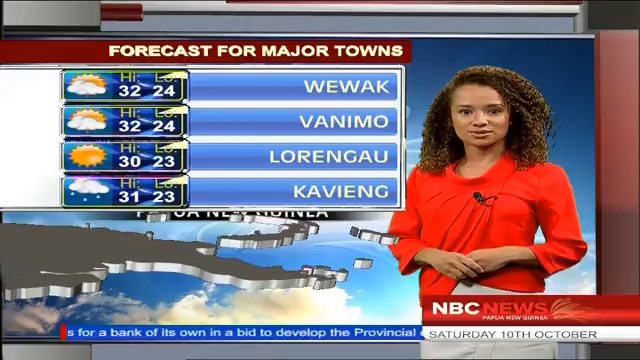 FORECAST FOR MAJOR TOWNS
Hi: Lo:
32 24
WEWAK
Hi: Lo:
32 24
VANIMO
Hi: Lo:
30 23
LORENGAU
Hi: Lo:
31 23
KAVIENG
PAPUA NEW GUINEA
NBC NEWS
PAPUA NEW GUINEA
s for a bank of its own in a bid to develop the Provincial
SATURDAY 10TH OCTOBER